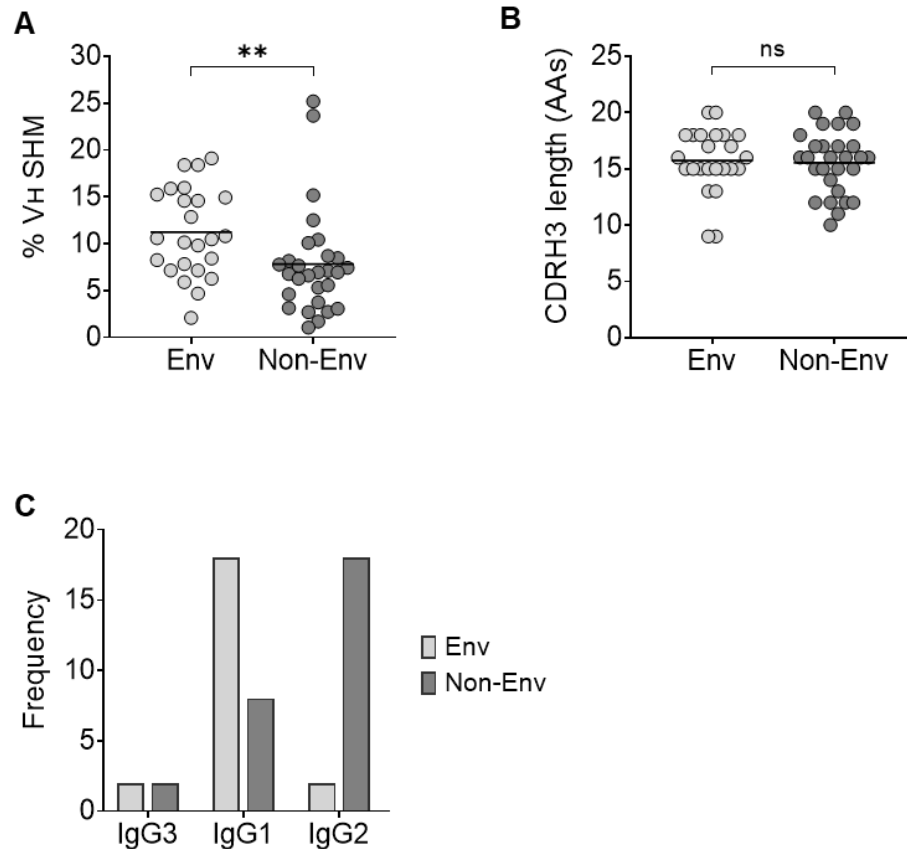 A
**
30
25
20
15
10
5
0
% VH SHM
Env Non-Env
B
ns
25
20
15
10
5
0
CDRH3 length (AAs)
Env Non-Env
C
20
15
10
5
0
Frequency
IgG3 IgG1 IgG2
Env
Non-Env